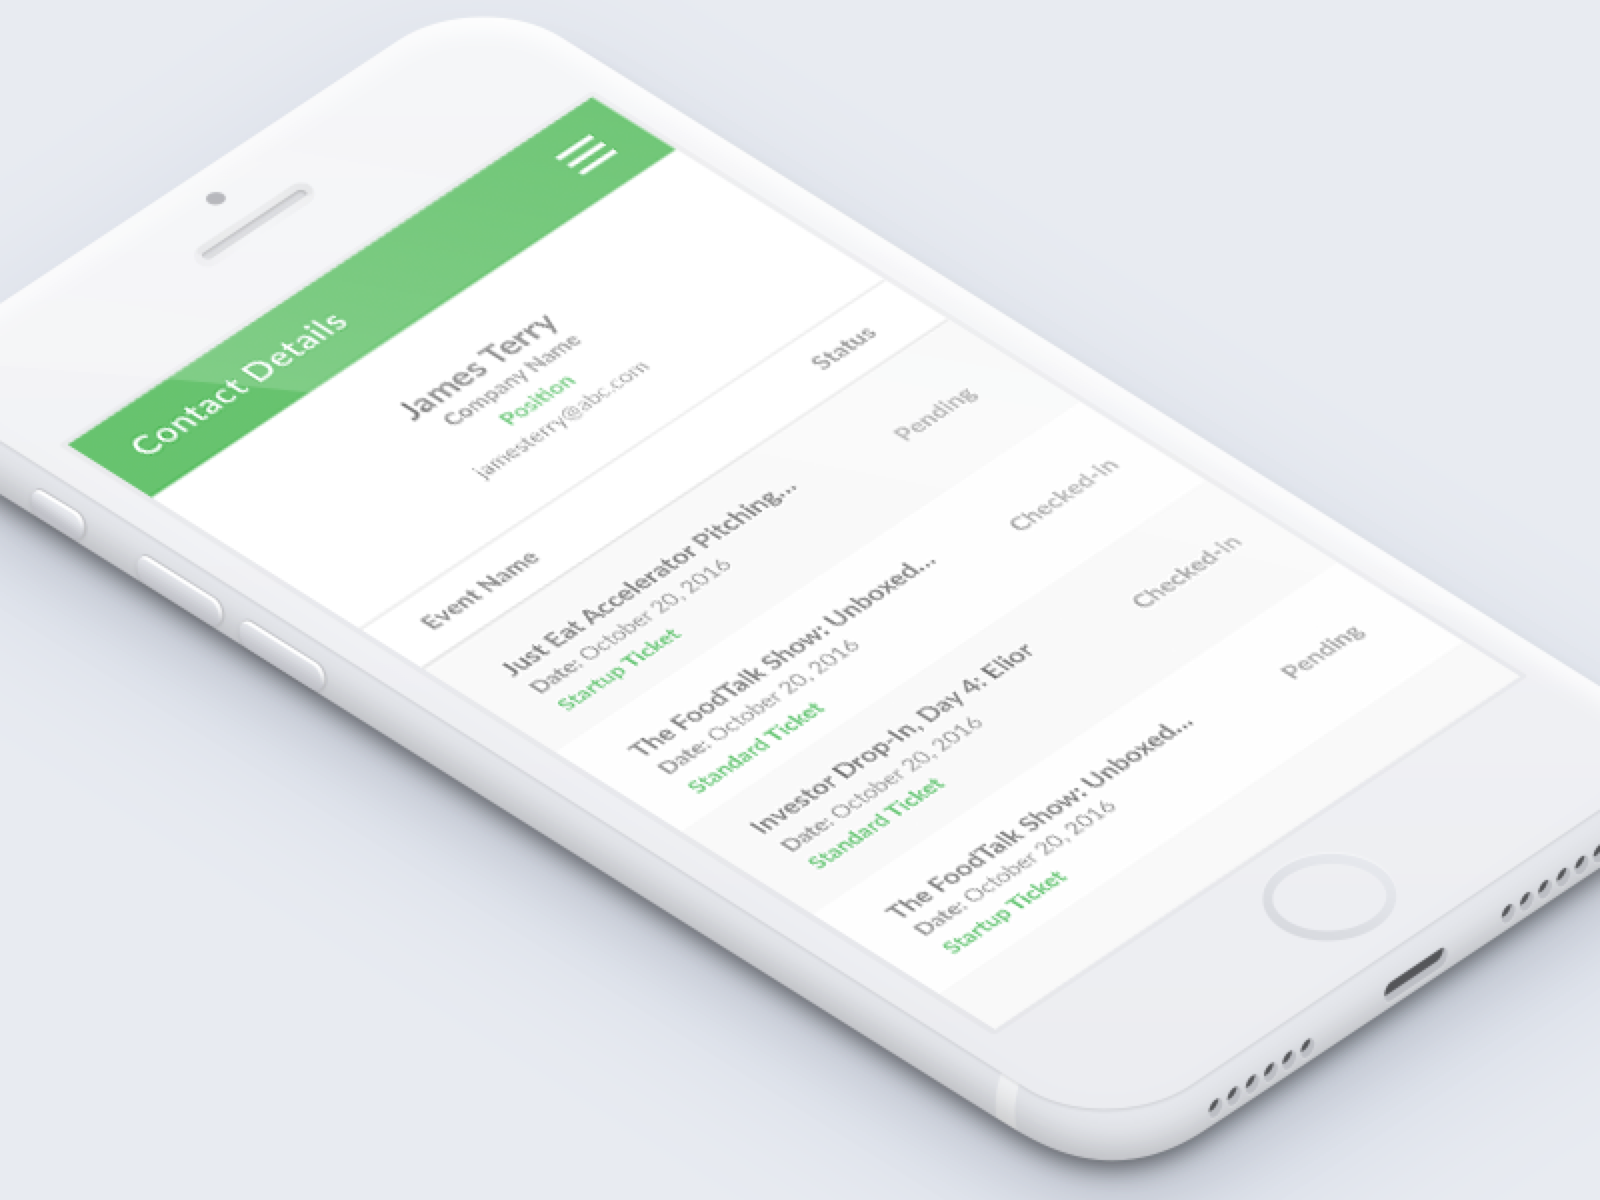 Contact Details
James Terry
Company Name
Position
jamesterry@abc.com
Event Name Status
Just Eat Accelerator Pitching... Pending
Date: October 20, 2016
Startup Ticket
The FoodTalk Show: Unboxed... Checked-in
Date: October 20, 2016
Standard Ticket
Investor Drop-In, Day 4: Elior Checked-in
Date: October 20, 2016
Standard Ticket
The FoodTalk Show: Unboxed... Pending
Date: October 20, 2016
Startup Ticket